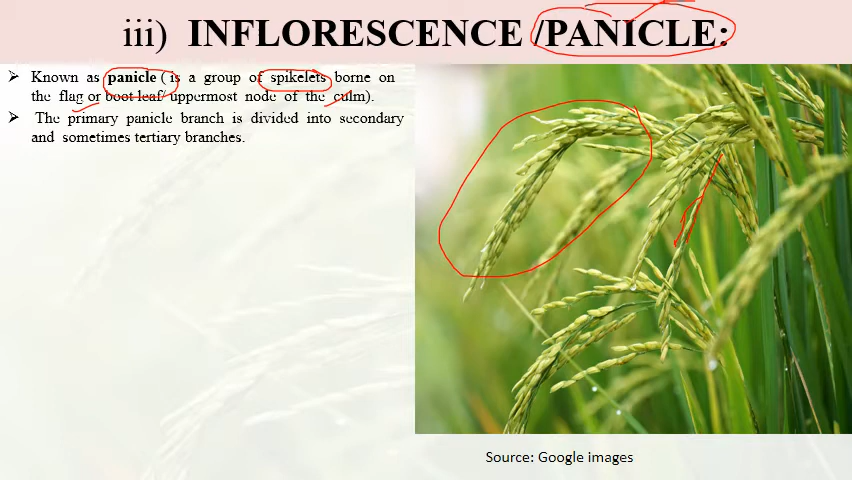 iii) INFLORESCENCE /PANICLE:
➢ Known as panicle ( is a group of spikelets borne on
the flag or boot leaf/ uppermost node of the culm).
➢ The primary panicle branch is divided into secondary
and sometimes tertiary branches.
Source: Google images